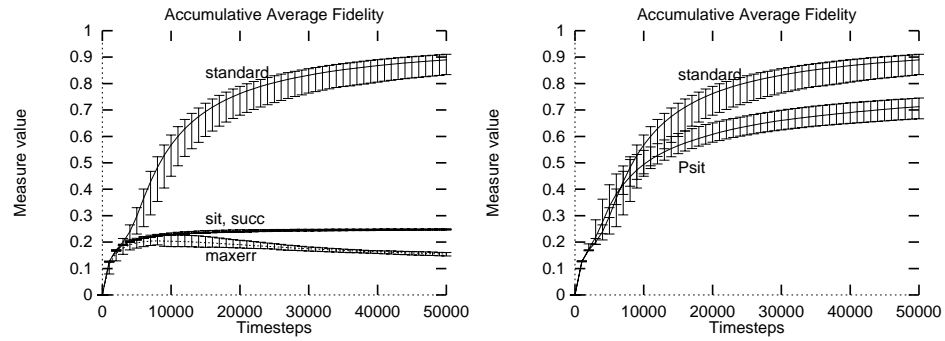 Accumulative Average Fidelity
1
0.9
0.8
0.7
0.6
0.5
0.4
0.3
0.2
0.1
0
Measure value
standard
sit, succ
maxerr
0 10000 20000 30000 40000 50000
Timesteps
Accumulative Average Fidelity
1
0.9
0.8
0.7
0.6
0.5
0.4
0.3
0.2
0.1
0
Measure value
standard
Psit
0 10000 20000 30000 40000 50000
Timesteps